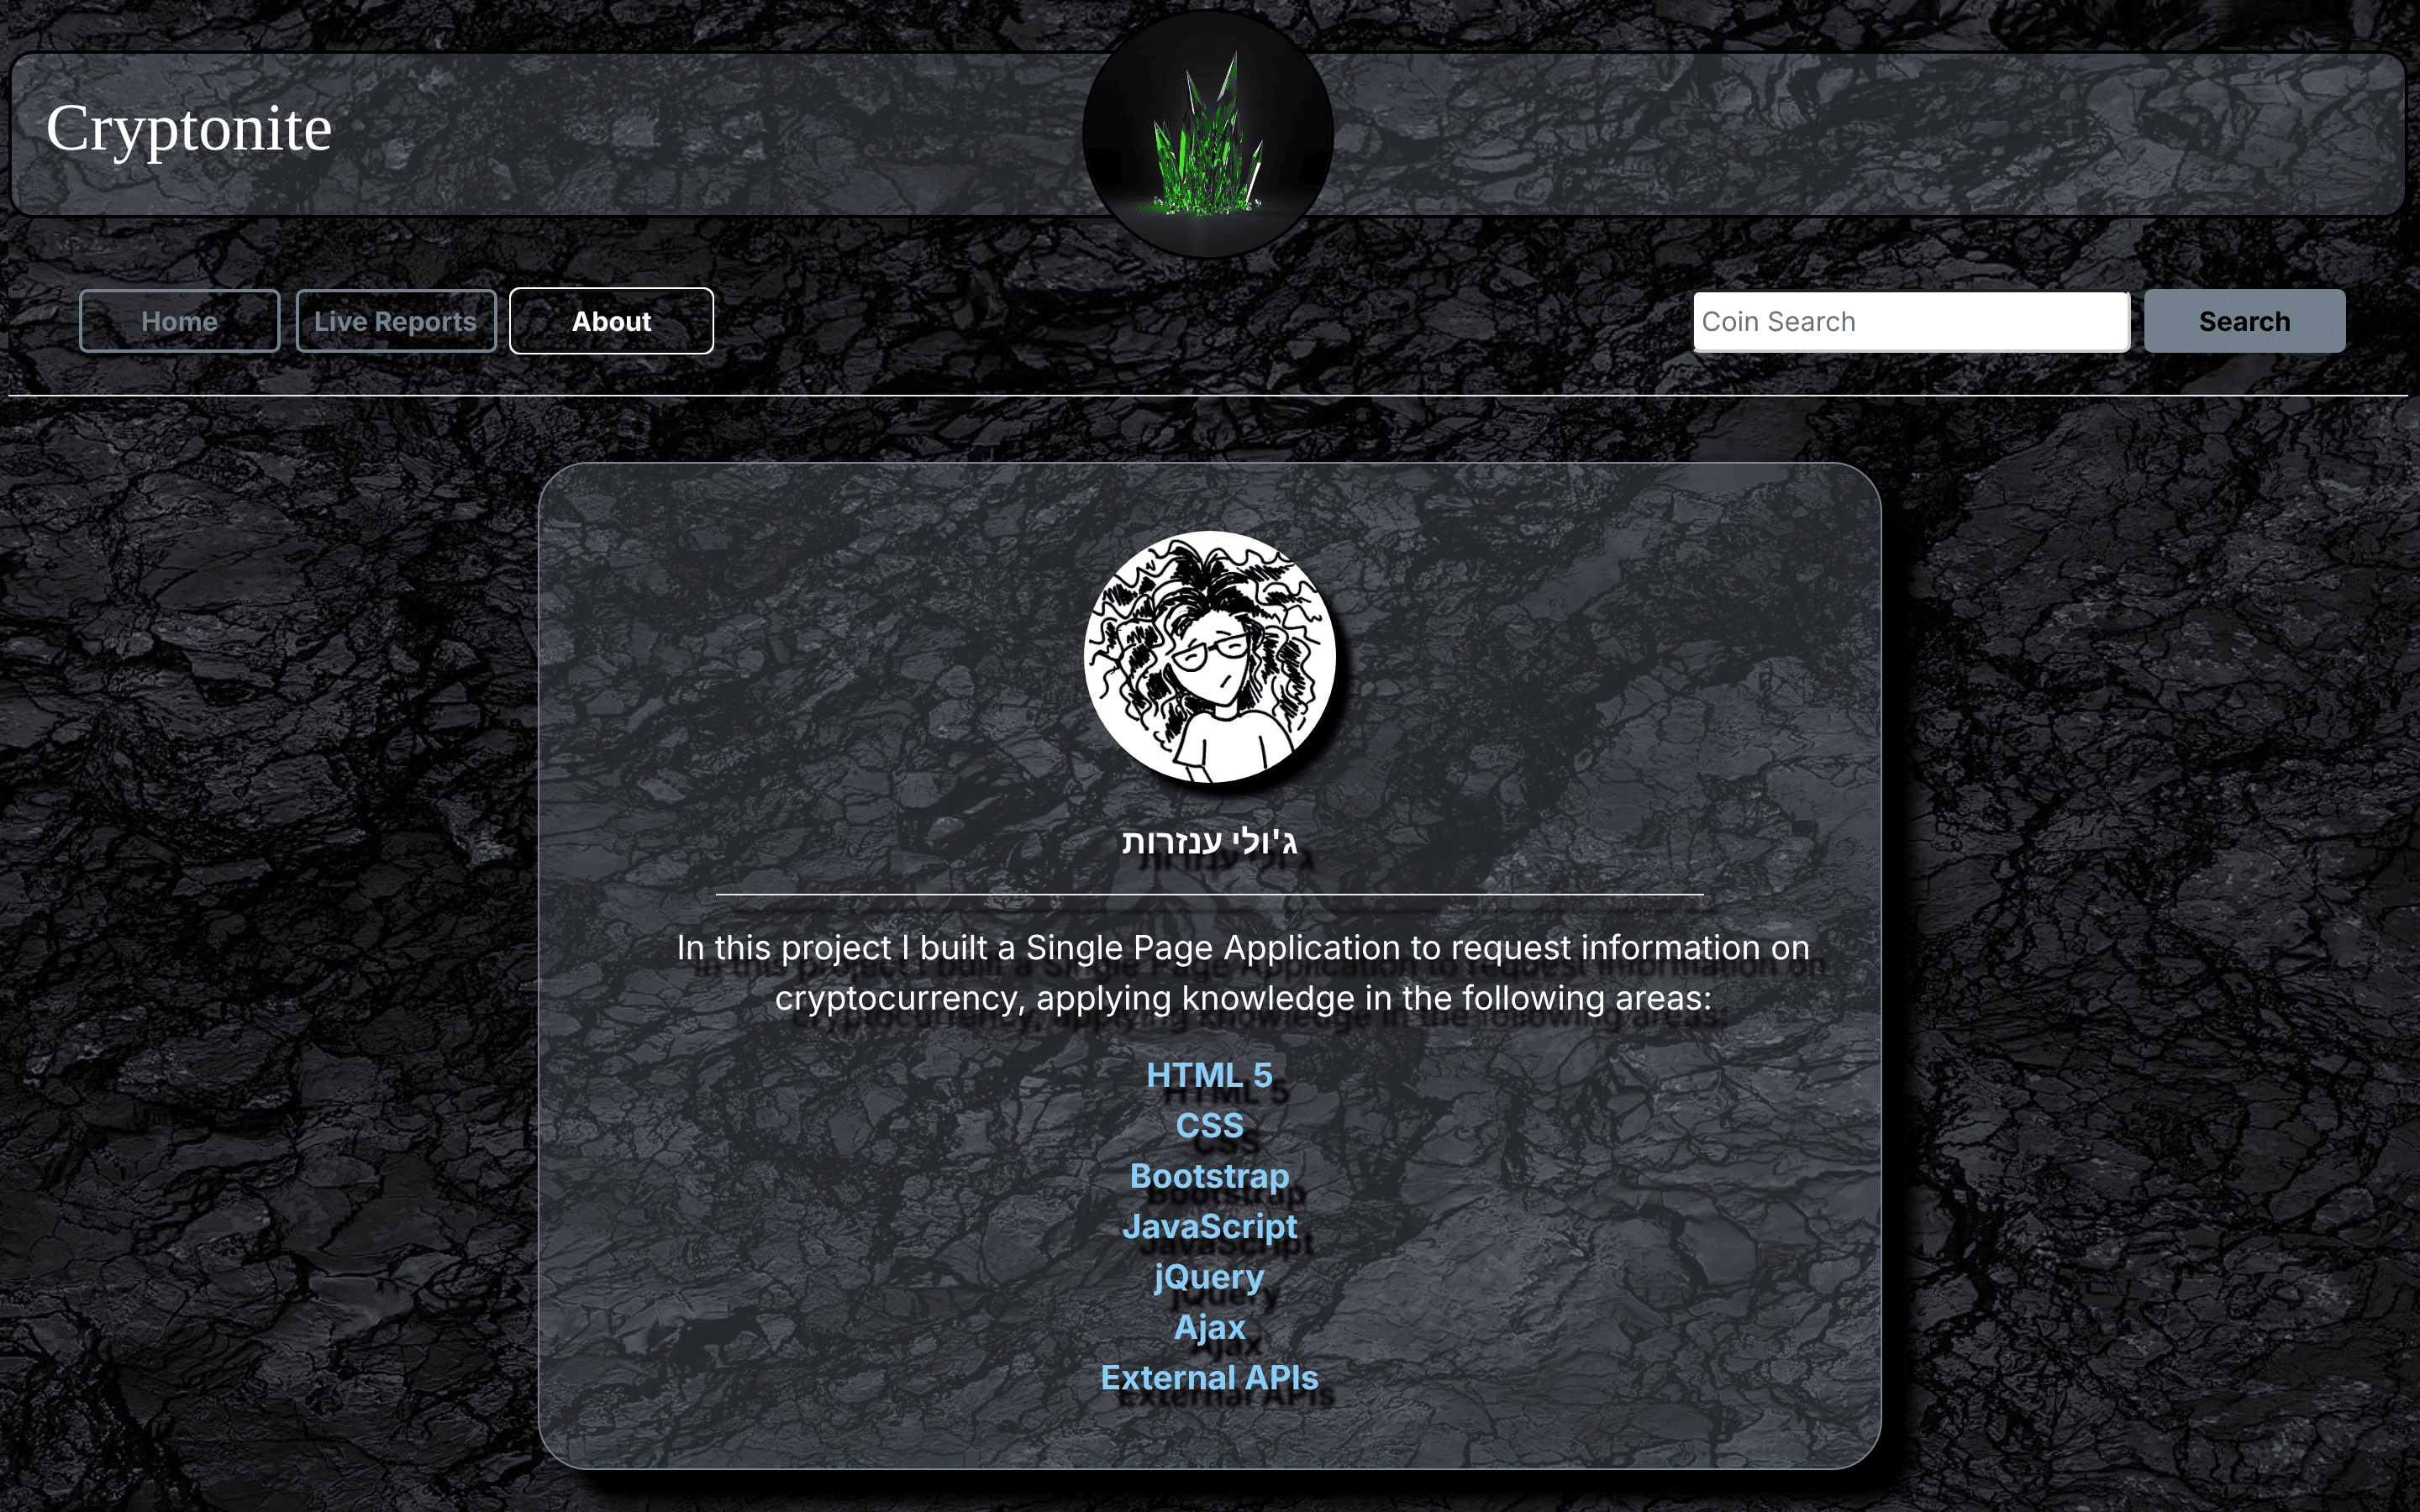 Cryptonite
Home
Live Reports
About
Coin Search
Search
ג'ולי ענזרות
In this project I built a Single Page Application to request information on
cryptocurrency, applying knowledge in the following areas:
HTML 5
CSS
Bootstrap
JavaScript
jQuery
Ajax
External APIs